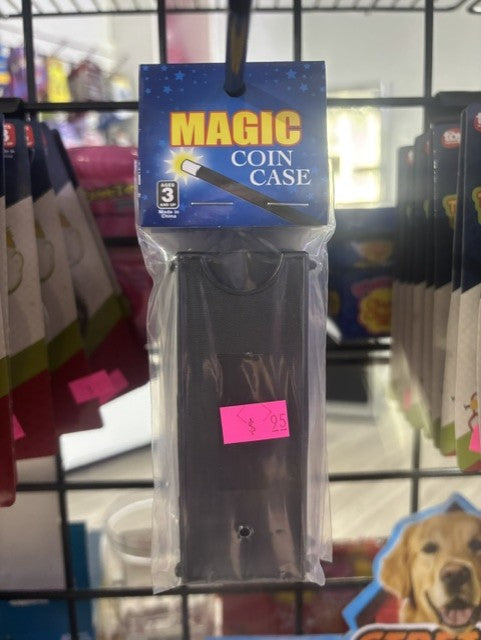 MAGIC
COIN
CASE
AGES
3
AND UP
Made in
China
$ .95